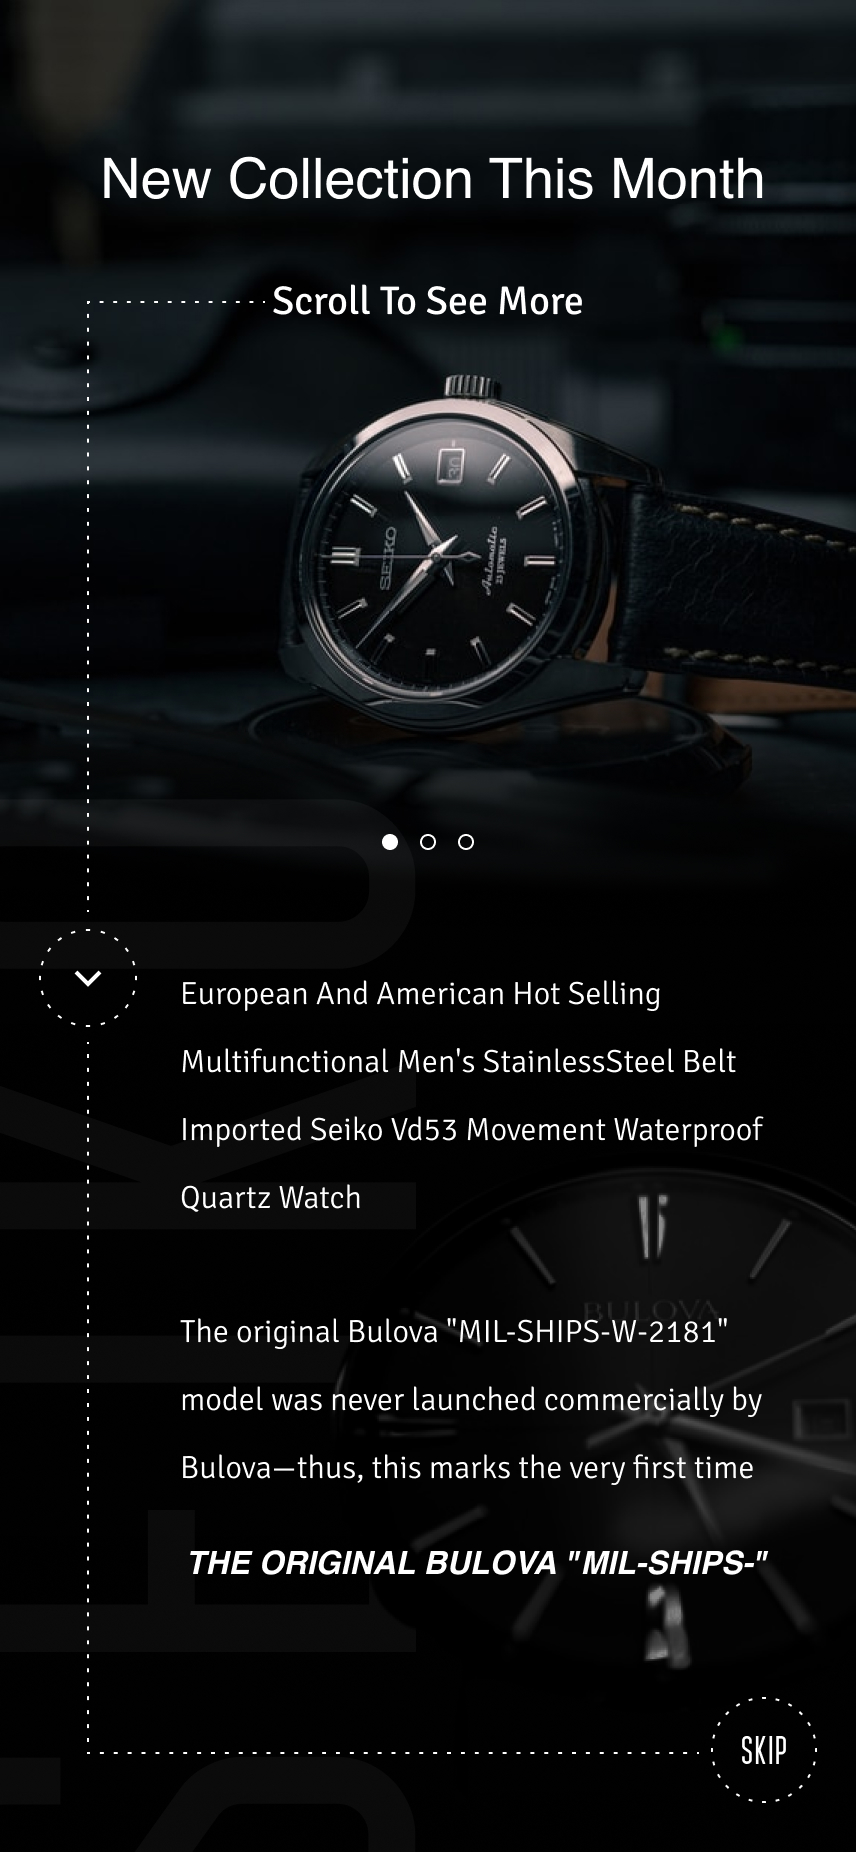 New Collection This Month
Scroll To See More
30
SEIKO
Automatic
23 JEWELS
European And American Hot Selling
Multifunctional Men's StainlessSteel Belt
Imported Seiko Vd53 Movement Waterproof
Quartz Watch
BULOVA
The original Bulova "MIL-SHIPS-W-2181"
model was never launched commercially by
Bulova—thus, this marks the very first time
THE ORIGINAL BULOVA "MIL-SHIPS-"
SKIP
SEIKO